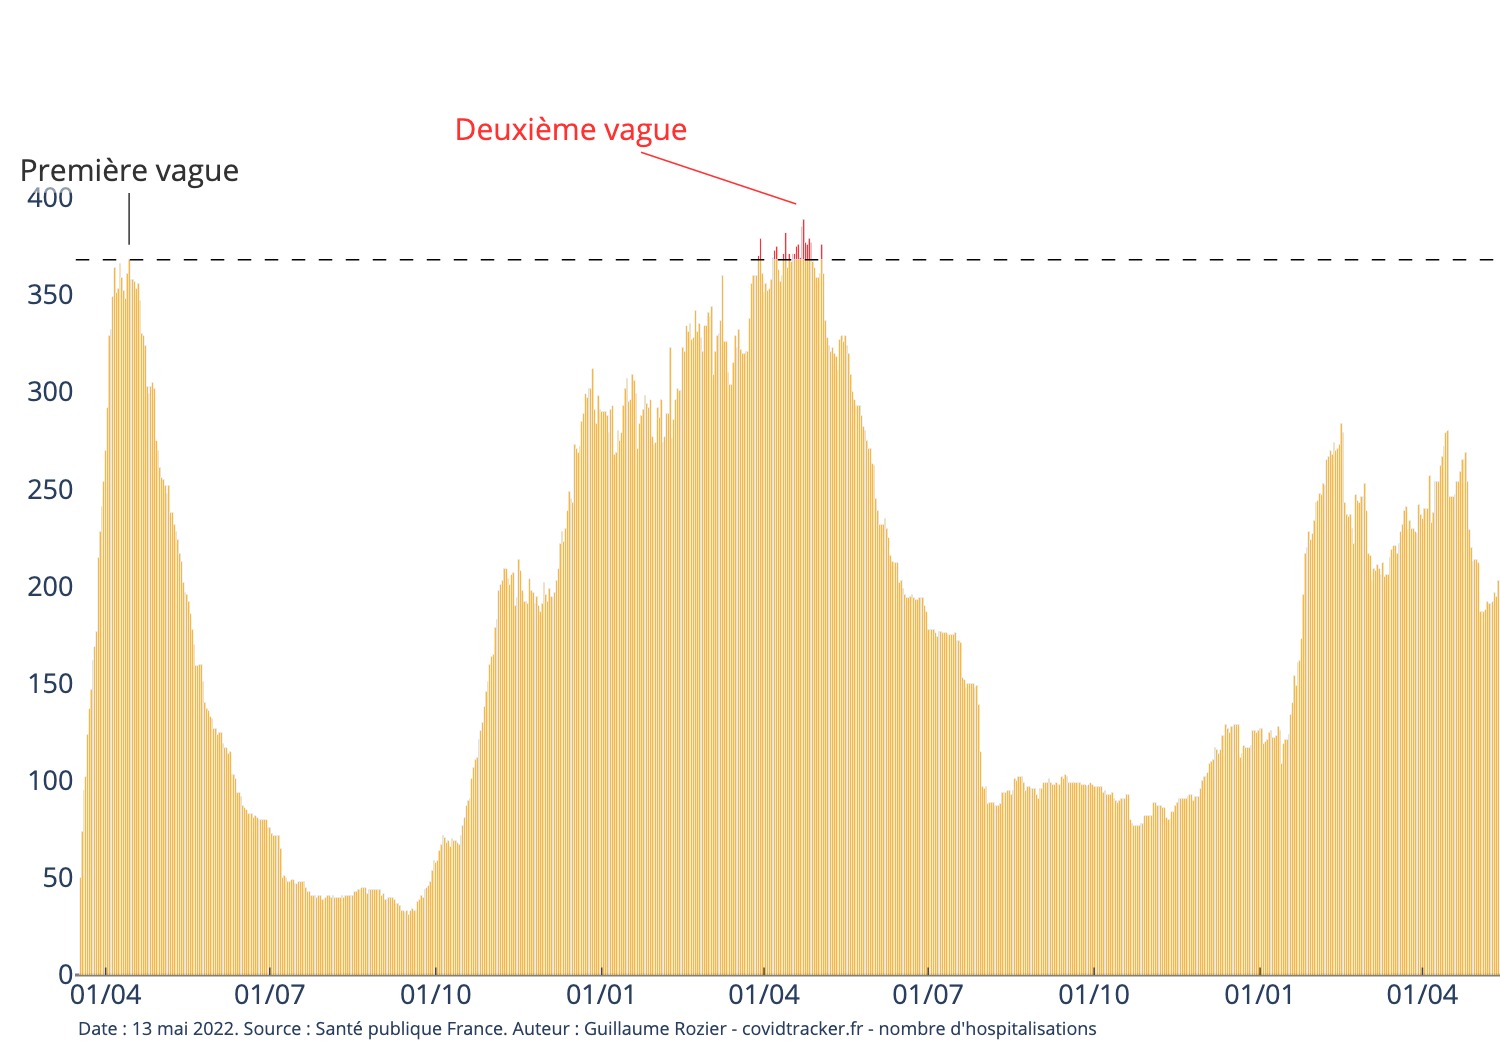 Deuxième vague
Première vague
400
350
300
250
200
150
100
50
0
01/04 01/07 01/10 01/01 01/04 01/07 01/10 01/01 01/04
Date : 13 mai 2022. Source : Santé publique France. Auteur : Guillaume Rozier - covidtracker.fr - nombre d'hospitalisations